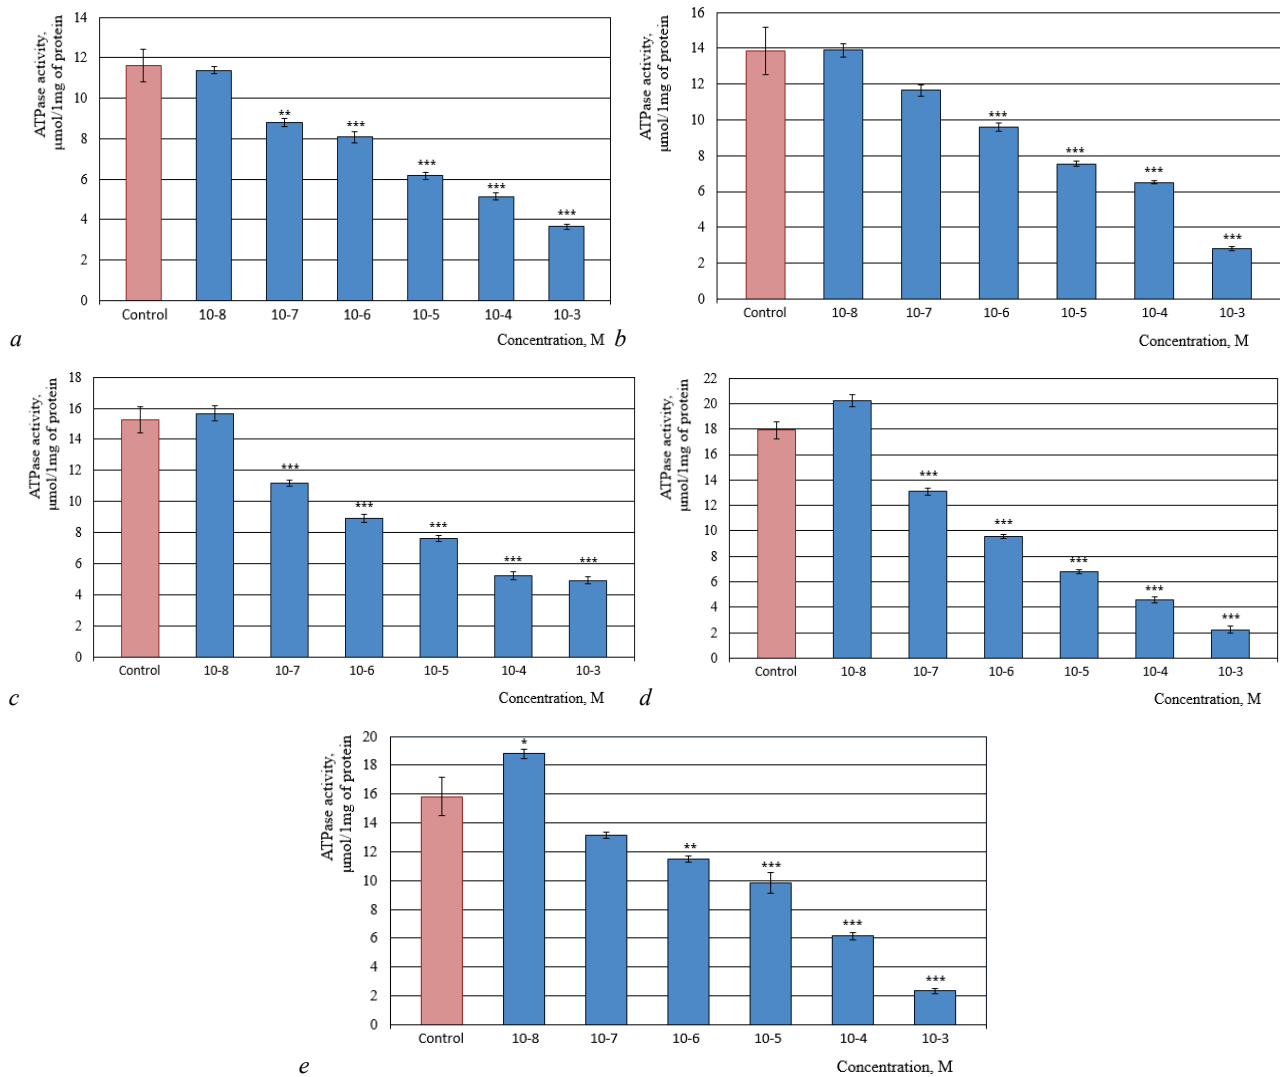 ATPase activity,
μmol/1mg of protein
14
12
10
8
6
4
2
0
**
***
***
***
***
Control 10-8 10-7 10-6 10-5 10-4 10-3
Concentration, M
a
ATPase activity,
μmol/1mg of protein
16
14
12
10
8
6
4
2
0
***
***
***
***
Control 10-8 10-7 10-6 10-5 10-4 10-3
Concentration, M
b
ATPase activity,
μmol/1mg of protein
18
16
14
12
10
8
6
4
2
0
***
***
***
***
***
Control 10-8 10-7 10-6 10-5 10-4 10-3
Concentration, M
c
ATPase activity,
μmol/1mg of protein
22
20
18
16
14
12
10
8
6
4
2
0
***
***
***
***
***
Control 10-8 10-7 10-6 10-5 10-4 10-3
Concentration, M
d
ATPase activity,
μmol/1mg of protein
20
18
16
14
12
10
8
6
4
2
0
*
**
***
***
***
Control 10-8 10-7 10-6 10-5 10-4 10-3
Concentration, M
e